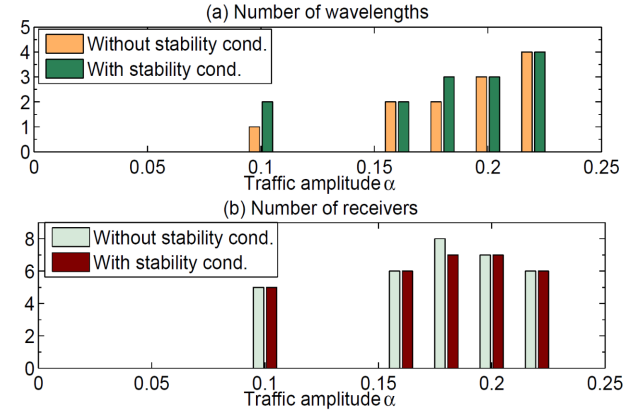 (a) Number of wavelengths
5
4
3
2
1
0
Without stability cond.
With stability cond.
0 0.05 0.1 0.15 0.2 0.25
Traffic amplitude α
(b) Number of receivers
8
6
4
2
0
Without stability cond.
With stability cond.
0 0.05 0.1 0.15 0.2 0.25
Traffic amplitude α